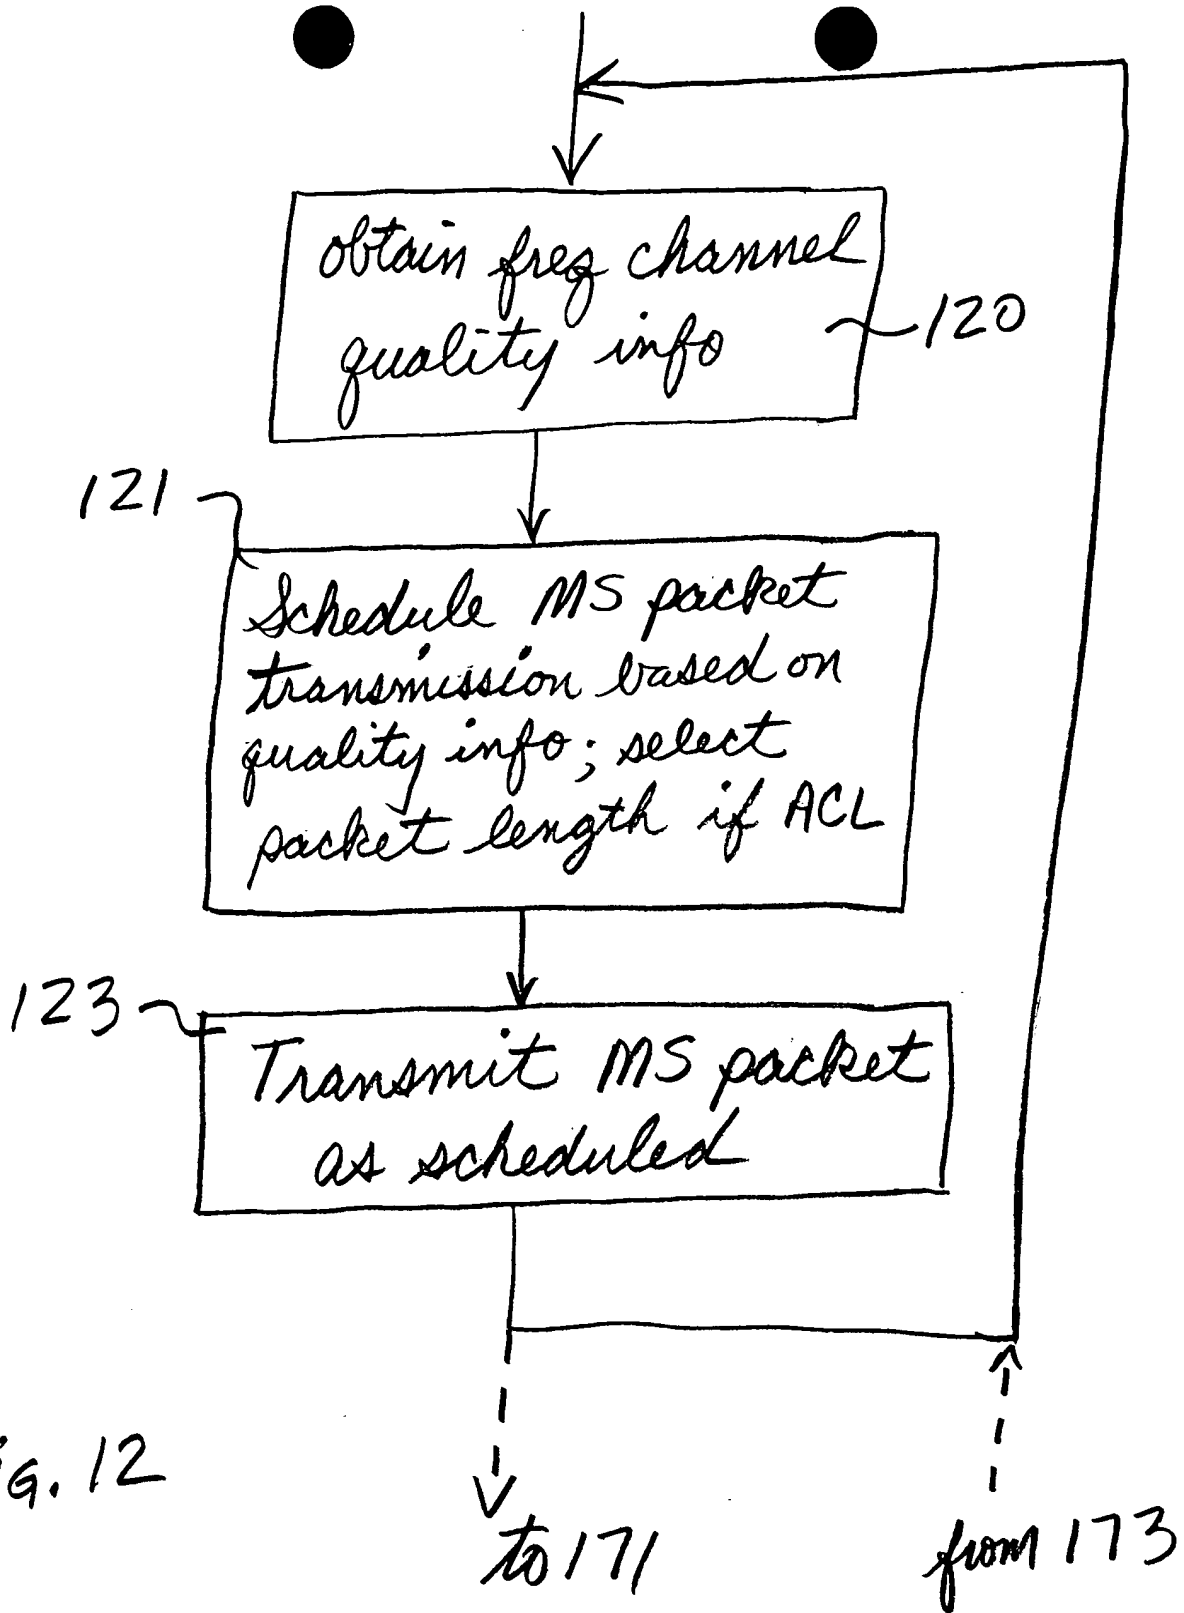 obtain freq channel
quality info
120
121
Schedule MS packet
transmission based on
quality info; select
packet length if ACL
123
Transmit MS packet
as scheduled
iG. 12
to 171
from 173